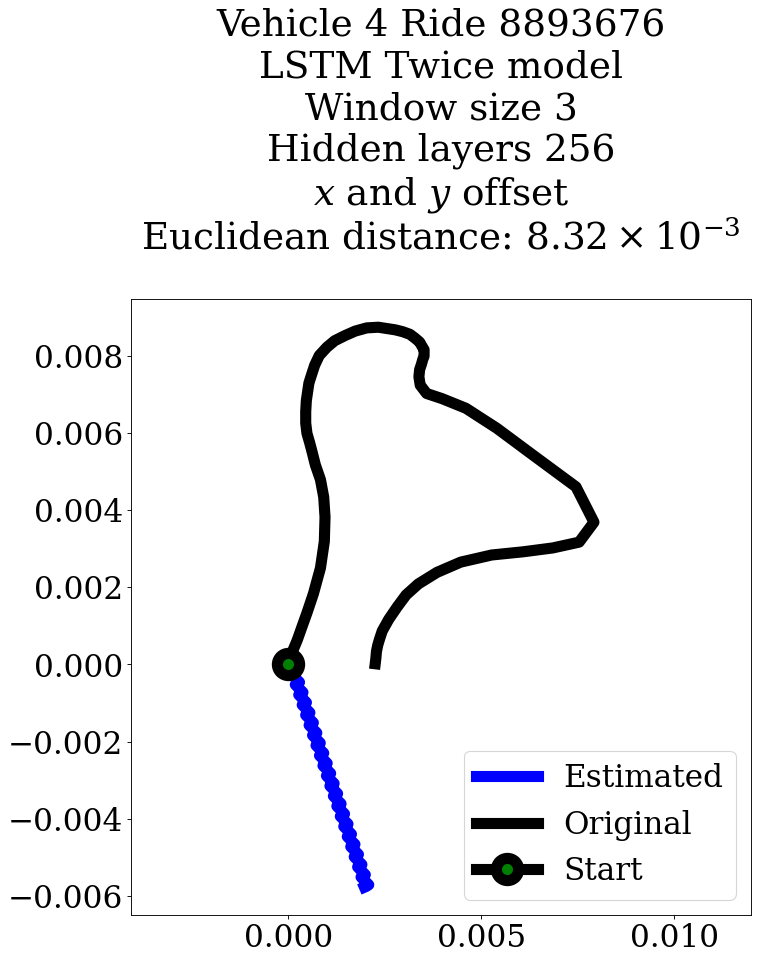 Vehicle 4 Ride 8893676
LSTM Twice model
Window size 3
Hidden layers 256
x and y offset
Euclidean distance: 8.32 × 10⁻³
0.008
0.006
0.004
0.002
0.000
−0.002
−0.004
−0.006
Estimated
Original
Start
0.000 0.005 0.010